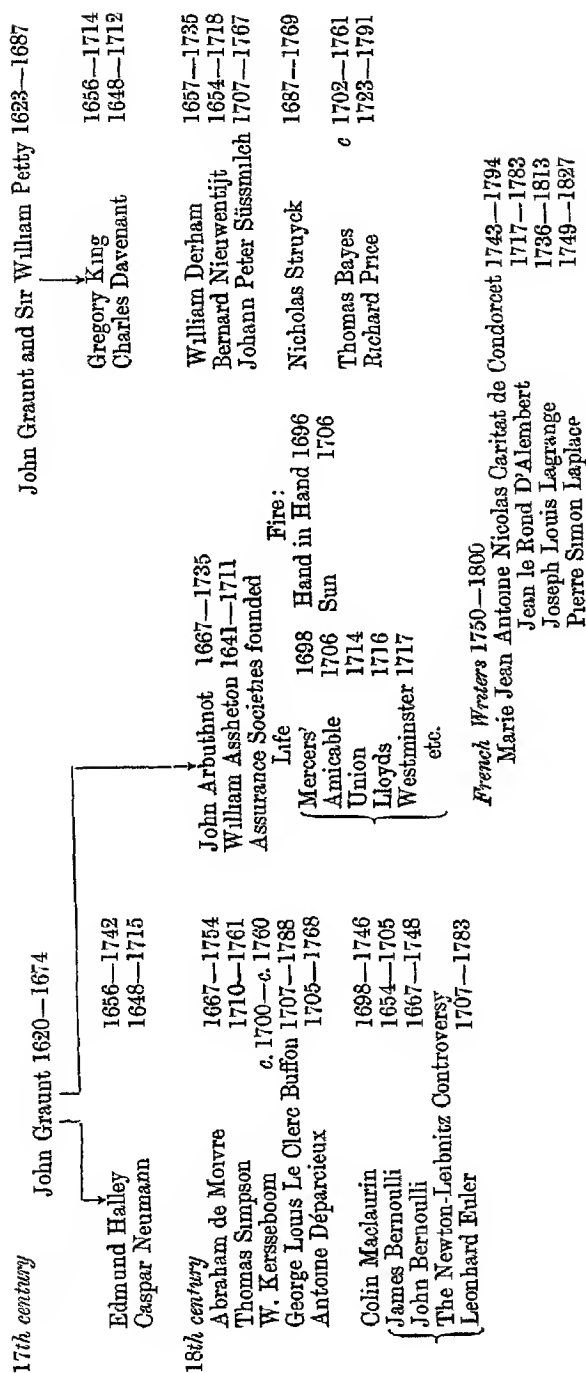 17th century
John Graunt 1620—1674
John Graunt and Sir William Petty 1623—1687
Edmund Halley 1656—1742
Caspar Neumann 1648—1715
Gregory King 1656—1714
Charles Davenant 1648—1712
18th century
Abraham de Moivre 1667—1754
Thomas Simpson 1710—1761
W. Kersseboom c. 1700—c. 1760
George Louis Le Clerc Buffon 1707—1788
Antoine Déparcieux 1705—1768
Colin Maclaurin 1698—1746
James Bernoulli 1654—1705
John Bernoulli 1667—1748
The Newton-Leibnitz Controversy
Leonhard Euler 1707—1783
John Arbuthnot 1667—1735
William Assheton 1641—1711
Assurance Societies founded
Life Fire:
Mercers' 1698 Hand in Hand 1696
Amicable 1706 Sun 1706
Union 1714
Lloyds 1716
Westminster 1717
etc.
William Derham 1657—1735
Bernard Nieuwentijt 1654—1718
Johann Peter Süssmilch 1707—1767
Nicholas Struyck 1687—1769
Thomas Bayes c 1702—1761
Richard Price 1723—1791
French Writers 1750—1800
Marie Jean Antoine Nicolas Caritat de Condorcet 1743—1794
Jean le Rond D'Alembert 1717—1783
Joseph Louis Lagrange 1736—1813
Pierre Simon Laplace 1749—1827